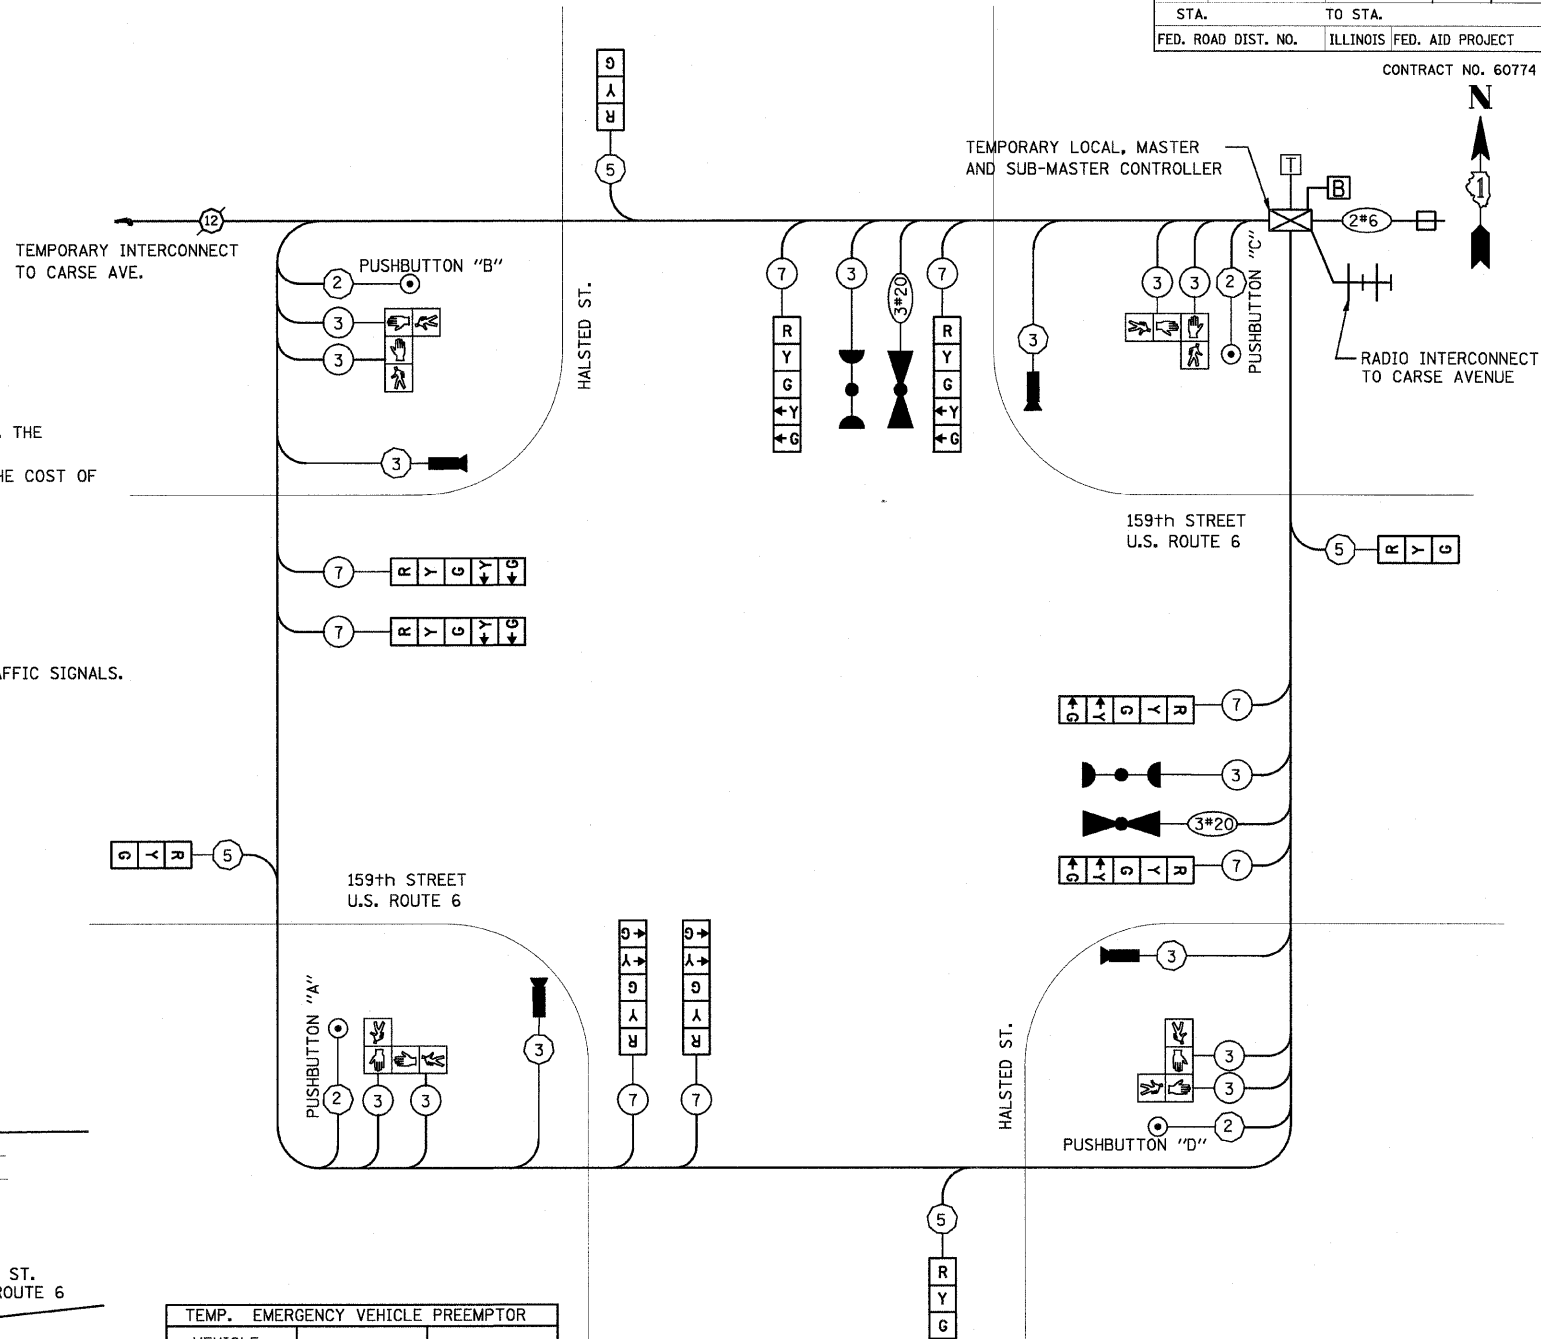 STA. TO STA.
FED. ROAD DIST. NO. ILLINOIS FED. AID PROJECT
CONTRACT NO. 60774
N
1
G
Y
R
5
TEMPORARY LOCAL, MASTER
AND SUB-MASTER CONTROLLER
T
B
2#6
12
TEMPORARY INTERCONNECT
TO CARSE AVE.
2
PUSHBUTTON "B"
3
3
3
HALSTED ST.
7
R
Y
G
Y
G
3
3#20
7
R
Y
G
Y
G
3
3
3
2
PUSHBUTTON "C"
RADIO INTERCONNECT
TO CARSE AVENUE
THE
HE COST OF
159th STREET
U.S. ROUTE 6
5 R Y G
7 R Y G Y G
7 R Y G Y G
AFFIC SIGNALS.
G Y G Y R 7
3
3#20
G Y G Y R 7
G Y R 5
159th STREET
U.S. ROUTE 6
PUSHBUTTON "A"
2
3
3
3
G
Y
G
Y
R
7
G
Y
G
Y
R
7
3
HALSTED ST.
3
3
2
PUSHBUTTON "D"
5
R
Y
G
ST.
ROUTE 6
TEMP. EMERGENCY VEHICLE PREEMPTOR
VEHICLE